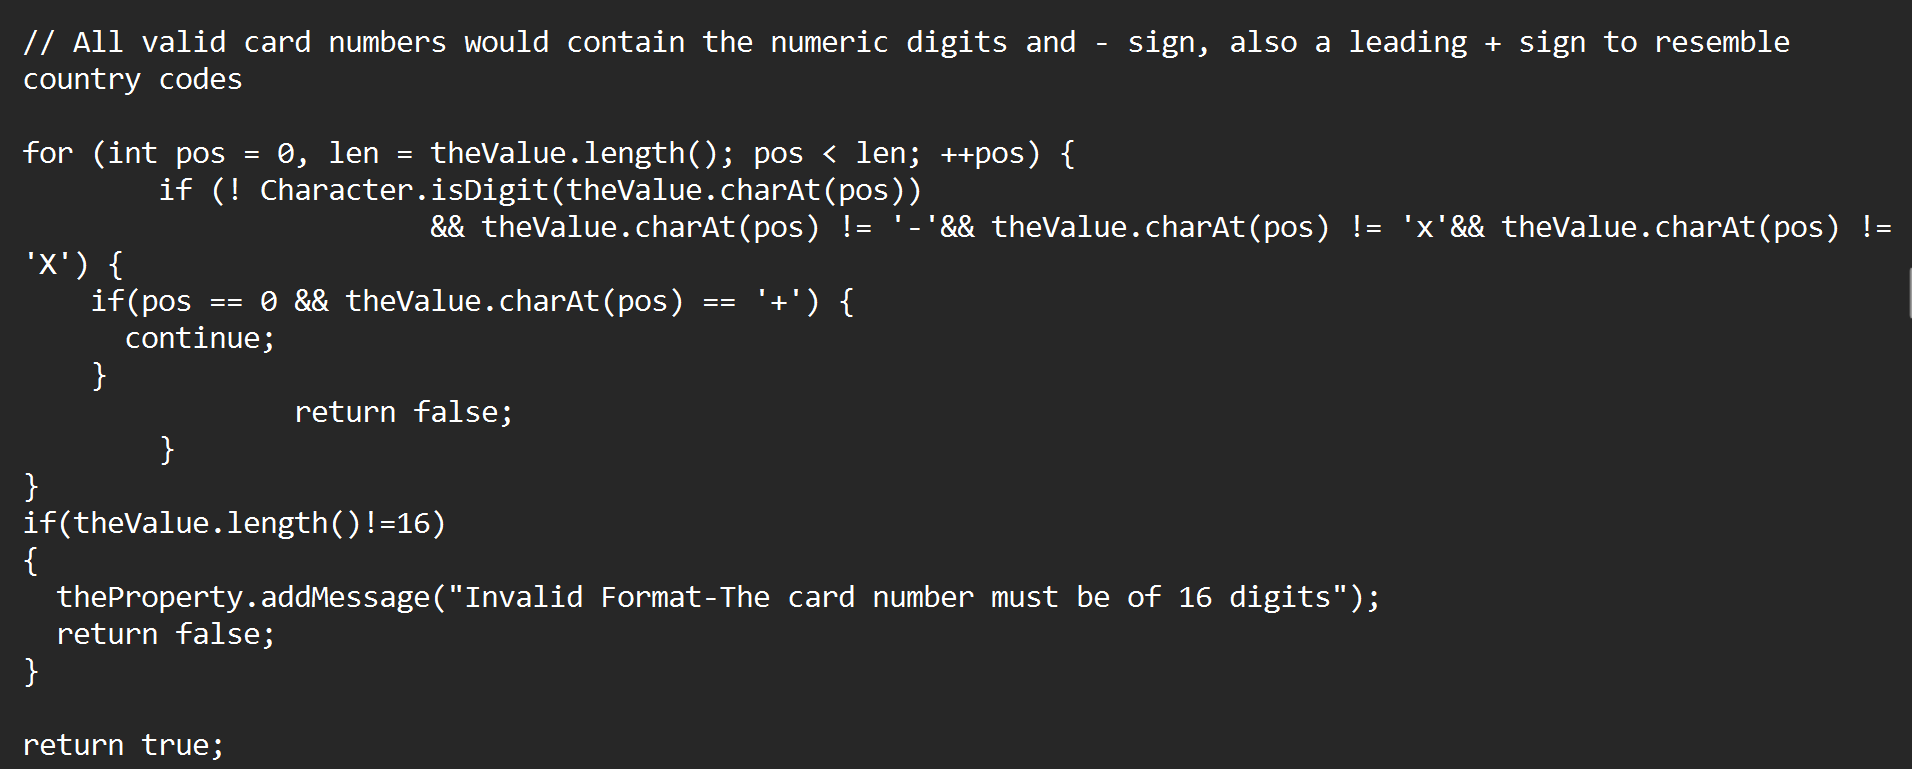 // All valid card numbers would contain the numeric digits and - sign, also a leading + sign to resemble
country codes

for (int pos = 0, len = theValue.length(); pos < len; ++pos) {
        if (! Character.isDigit(theValue.charAt(pos))
                        && theValue.charAt(pos) != '-'&& theValue.charAt(pos) != 'x'&& theValue.charAt(pos) !=
'X') {
    if(pos == 0 && theValue.charAt(pos) == '+') {
      continue;
    }
                return false;
        }
}
if(theValue.length()!=16)
{
  theProperty.addMessage("Invalid Format-The card number must be of 16 digits");
  return false;
}

return true;